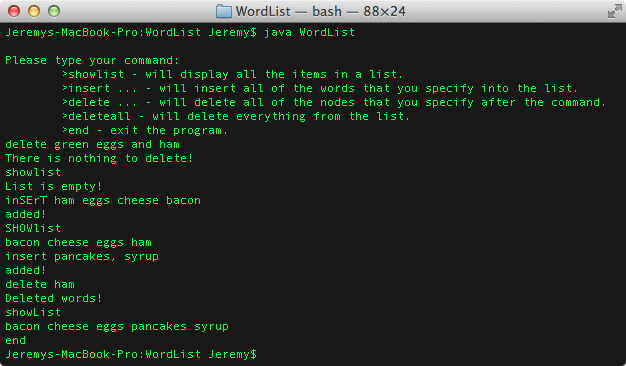 WordList — bash — 88×24
Jeremys-MacBook-Pro:WordList Jeremy$ java WordList
Please type your command:
>showlist - will display all the items in a list.
>insert ... - will insert all of the words that you specify into the list.
>delete ... - will delete all of the nodes that you specify after the command.
>deleteall - will delete everything from the list.
>end - exit the program.
delete green eggs and ham
There is nothing to delete!
showlist
List is empty!
inSErT ham eggs cheese bacon
added!
SHOWlist
bacon cheese eggs ham
insert pancakes, syrup
added!
delete ham
Deleted words!
showList
bacon cheese eggs pancakes syrup
end
Jeremys-MacBook-Pro:WordList Jeremy$